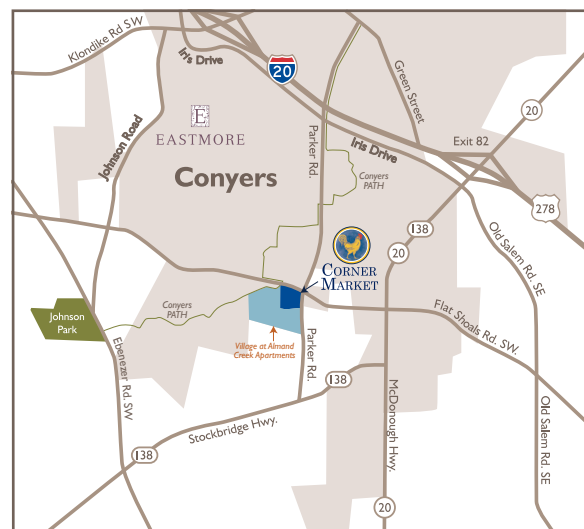 Klondike Rd SW
Iris Drive
20
Green Street
20
Johnson Road
E
EASTMORE
Parker Rd.
Iris Drive
Exit 82
Conyers
Conyers
PATH
278
138
20
Old Salem Rd. SE
CORNER
MARKET
Johnson
Park
Conyers
PATH
Flat Shoals Rd. SW.
Village at Almand
Creek Apartments
Parker Rd.
Ebenezer Rd. SW
138
McDonough Hwy.
Stockbridge Hwy.
138
Old Salem Rd. SE
20